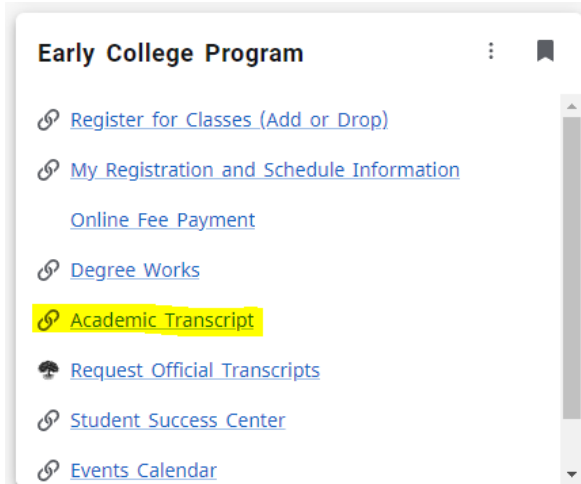 Early College Program
Register for Classes (Add or Drop)
My Registration and Schedule Information
Online Fee Payment
Degree Works
Academic Transcript
Request Official Transcripts
Student Success Center
Events Calendar